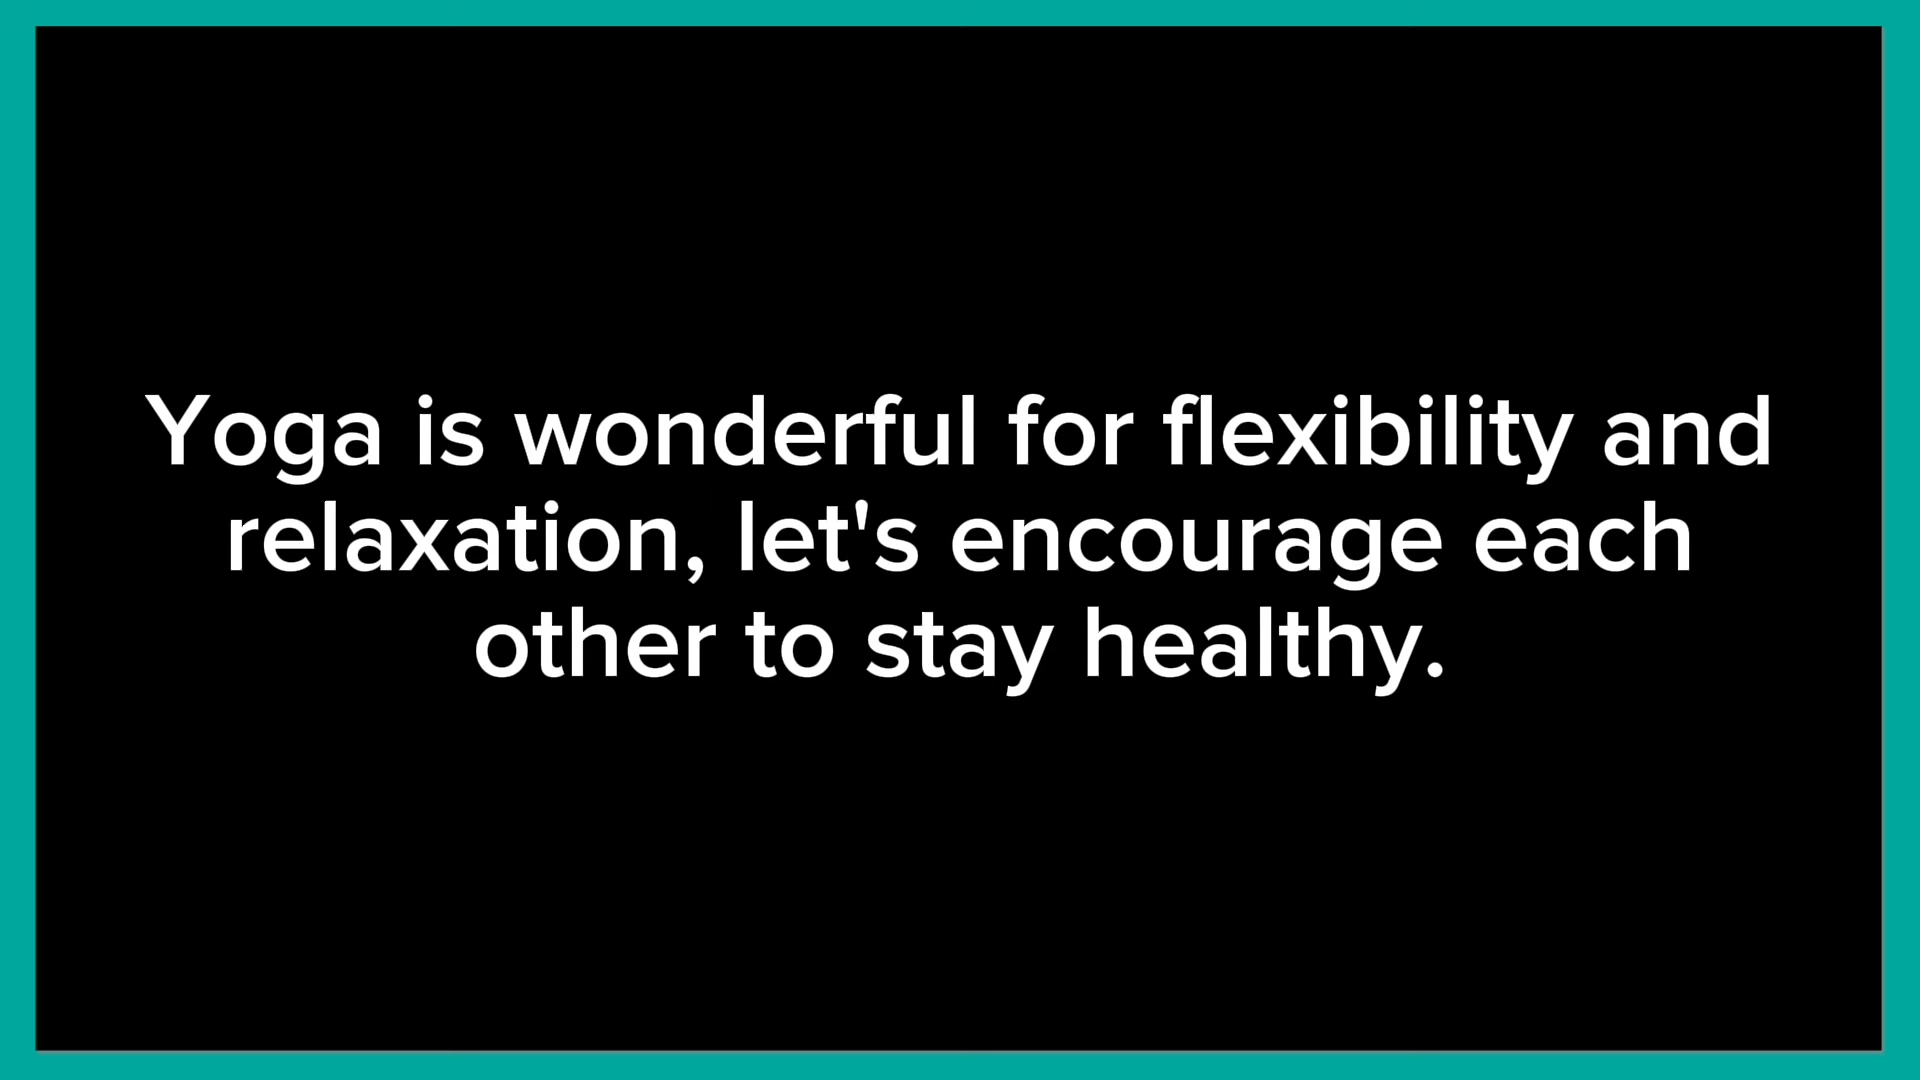 Yoga is wonderful for flexibility and
relaxation, let's encourage each
other to stay healthy.